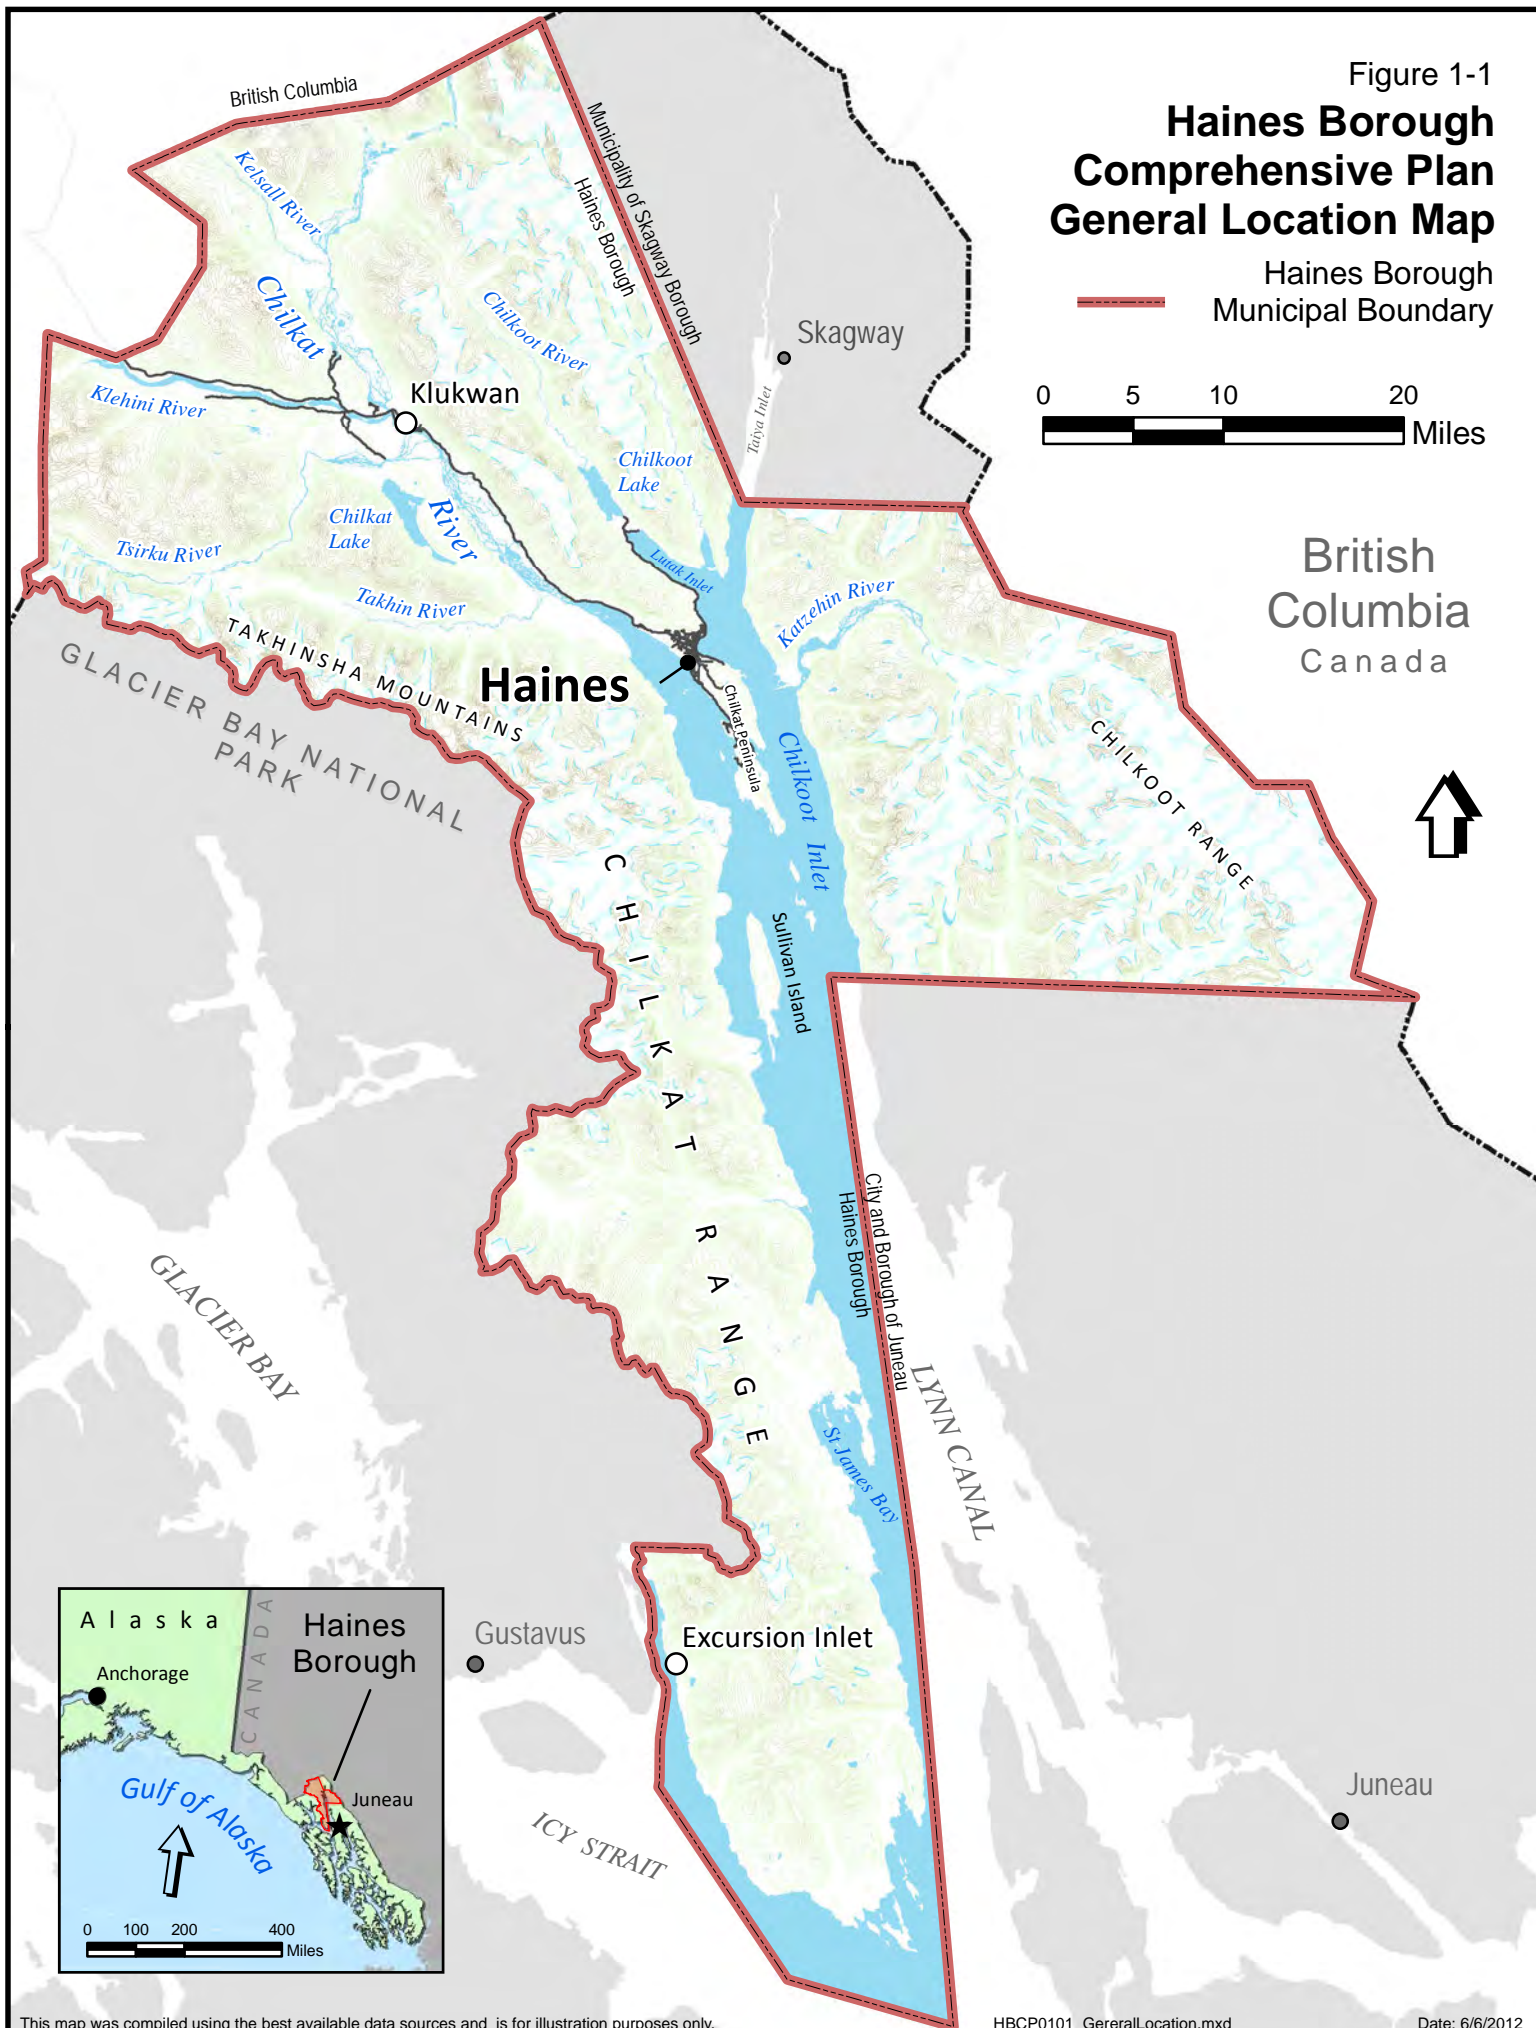 Figure 1-1
Haines Borough
Comprehensive Plan
General Location Map
Haines Borough
Municipal Boundary
0 5 10 20
Miles
British Columbia
Municipality of Skagway Borough
Haines Borough
Kelsall River
Chilkat
Chilkoot River
Skagway
Taiya Inlet
Klehini River
Klukwan
Chilkoot
Lake
River
Chilkat
Lake
Tsirku River
Lutak Inlet
Takhin River
Katzehin River
British
Columbia
Canada
TAKHINSHA MOUNTAINS
Haines
GLACIER BAY NATIONAL
PARK
Chilkat Peninsula
Chilkoot Inlet
CHILKOOT RANGE
CHILKAT RANGE
Sullivan Island
City and Borough of Juneau
Haines Borough
GLACIER BAY
LYNN CANAL
St James Bay
Gustavus
Excursion Inlet
ICY STRAIT
Juneau
Alaska
CANADA
Haines
Borough
Anchorage
Juneau
Gulf of Alaska
0 100 200 400
Miles
This map was compiled using the best available data sources and is for illustration purposes only.
HBCP0101_GereralLocation.mxd
Date: 6/6/2012